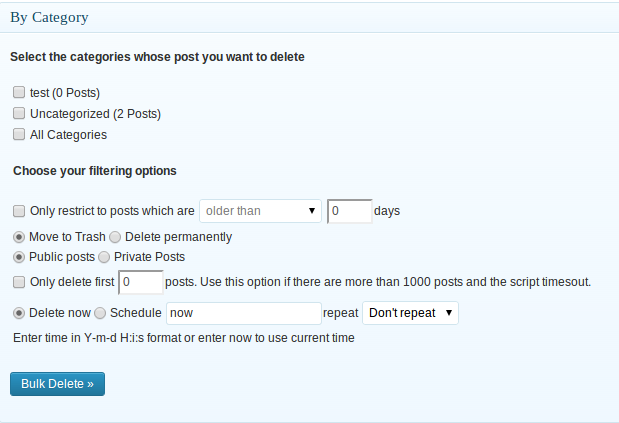 By Category
Select the categories whose post you want to delete
test (0 Posts)
Uncategorized (2 Posts)
All Categories
Choose your filtering options
Only restrict to posts which are older than 0 days
Move to Trash Delete permanently
Public posts Private Posts
Only delete first 0 posts. Use this option if there are more than 1000 posts and the script timesout.
Delete now Schedule now repeat Don't repeat
Enter time in Y-m-d H:i:s format or enter now to use current time
Bulk Delete »